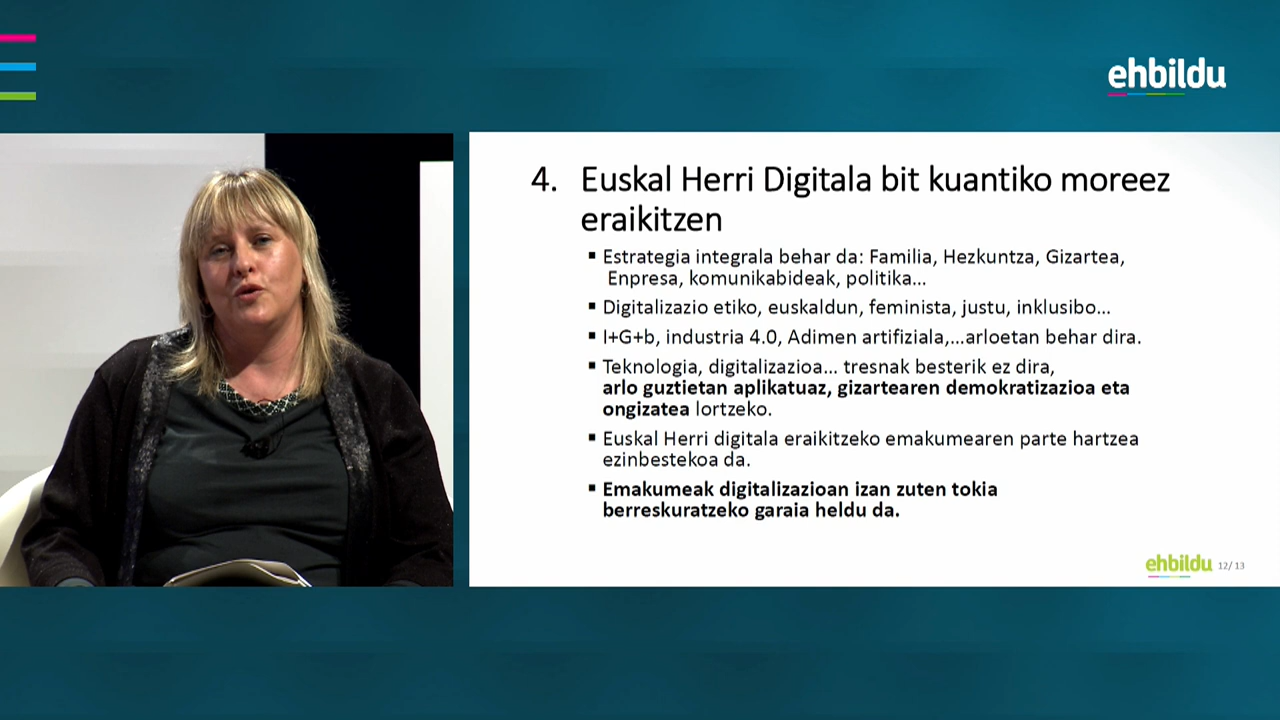 ehbildu
4. Euskal Herri Digitala bit kuantiko moreez
eraikitzen
▪ Estrategia integrala behar da: Familia, Hezkuntza, Gizartea,
Enpresa, komunikabideak, politika...
▪ Digitalizazio etiko, euskaldun, feminista, justu, inklusibo...
▪ I+G+b, industria 4.0, Adimen artifiziala,...arloetan behar dira.
▪ Teknologia, digitalizazioa... tresnak besterik ez dira,
arlo guztietan aplikatuaz, gizartearen demokratizazioa eta
ongizatea lortzeko.
▪ Euskal Herri digitala eraikitzeko emakumearen parte hartzea
ezinbestekoa da.
▪ Emakumeak digitalizazioan izan zuten tokia
berreskuratzeko garaia heldu da.
ehbildu 12/13